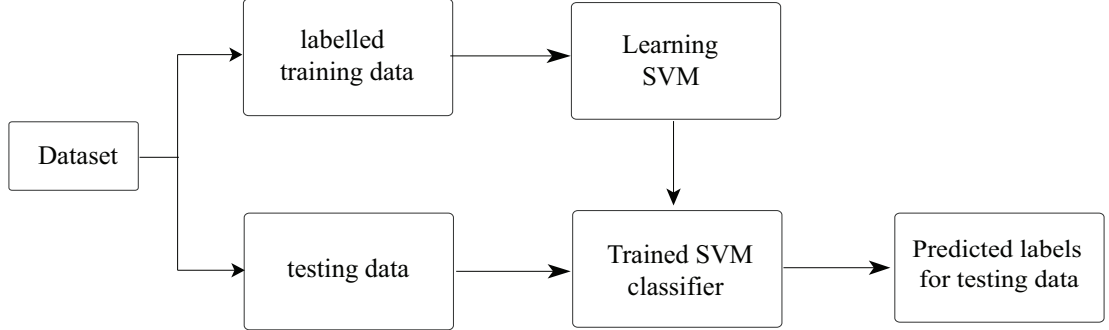 labelled
training data
Learning
SVM
Dataset
testing data
Trained SVM
classifier
Predicted labels
for testing data